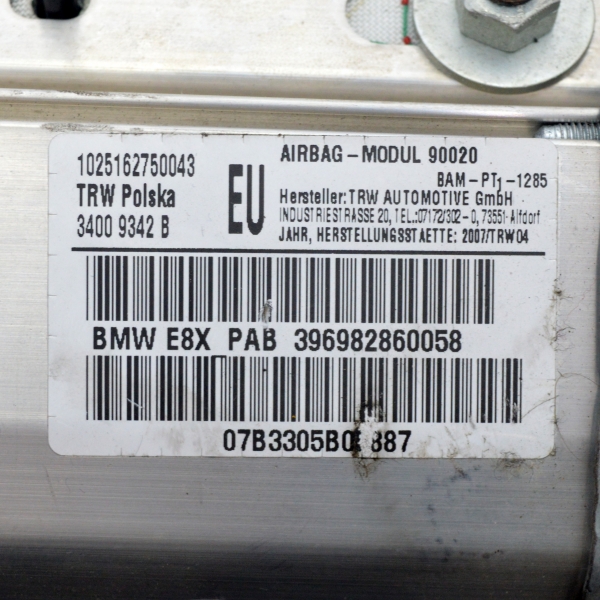 1025162750043
TRW Polska
3400 9342 B
EU
AIRBAG-MODUL 90020
BAM-PT1-1285
Hersteller: TRW AUTOMOTIVE GmbH
INDUSTRIESTRASSE 20, TEL.:07172/302-0, 73551-Alfdorf
JAHR, HERSTELLUNGSSTAETTE: 2007/TRW04
BMW E8X PAB 396982860058